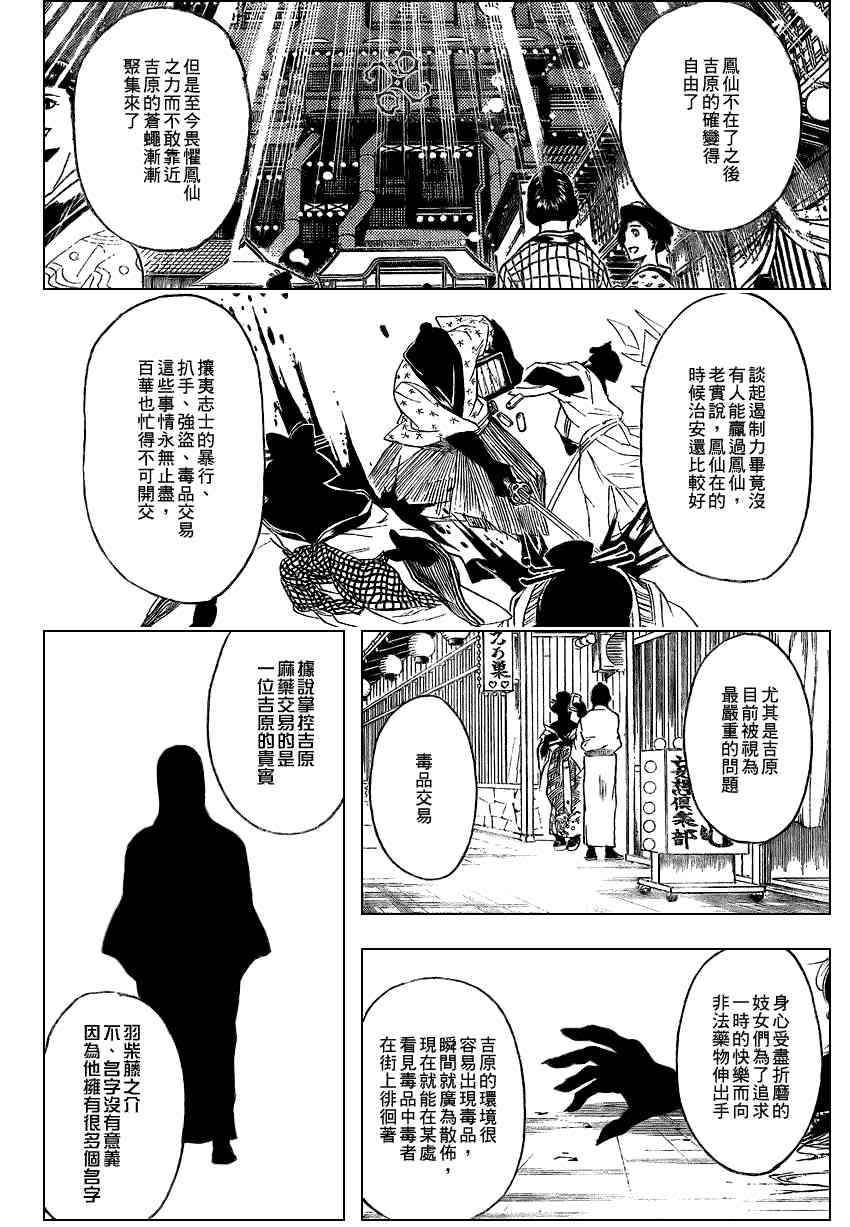 鳳仙不在了之後
吉原的確變得
自由了
但是至今畏懼鳳仙
之力而不敢靠近
吉原的蒼蠅漸漸
聚集來了
談起遏制力畢竟沒
有人能贏過鳳仙，
老實說，鳳仙在的
時候治安還比較好
攘夷志士的暴行、
扒手、強盜、毒品交易
這些事情永無止盡，
百華也忙得不可開交
尤其是吉原
目前被視為
最嚴重的問題
毒品交易
妄想倶楽部
據說掌控吉原
麻藥交易的是
一位吉原的貴賓
身心受盡折磨的
妓女們為了追求
一時的快樂而向
非法藥物伸出手
吉原的環境很
容易出現毒品，
瞬間就廣為散佈，
現在就能在某處
看見毒品中毒者
在街上徘徊著
羽柴藤之介
不、名字沒有意義
因為他擁有很多個名字